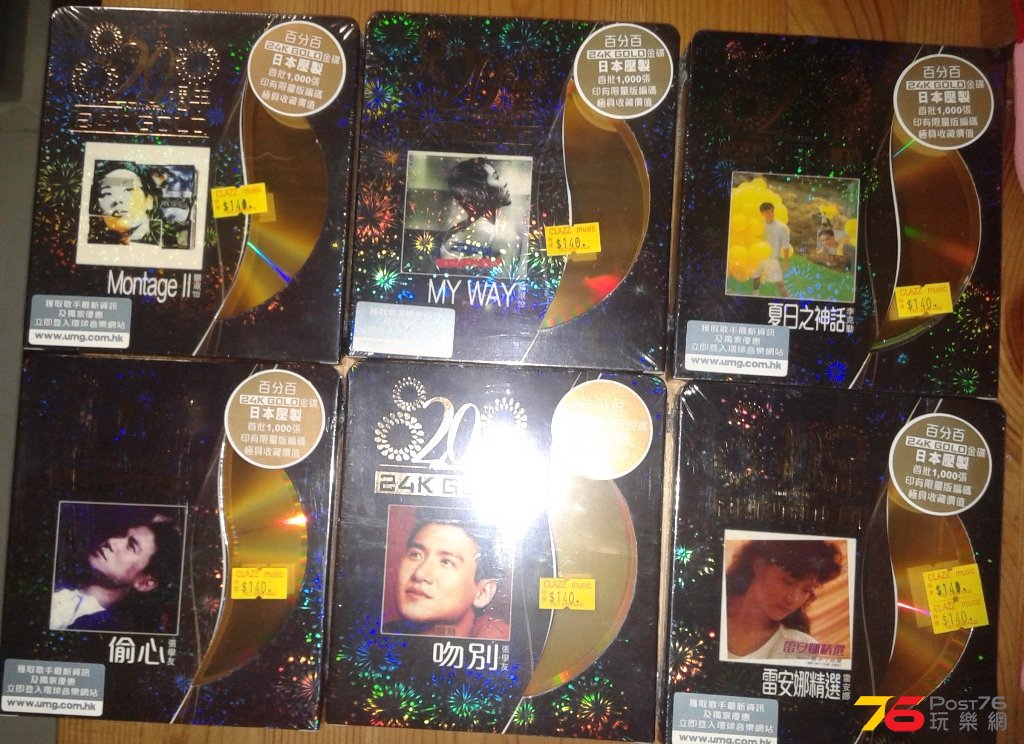 20
百分百
24K GOLD金碟
日本壓製
首批1,000張
印有限量版編碼
極具收藏價值
CLAZZ music
$140.
Montage II
獲取歌手最新資訊
及獨家優惠
立即登入環球音樂網站
www.umg.com.hk
百分百
24K GOLD金碟
日本壓製
首批1,000張
印有限量版編碼
極具收藏價值
CLAZZ music
$140.
MY WAY
獲取歌手最新資訊
百分百
24K GOLD金碟
日本壓製
首批1,000張
印有限量版編碼
極具收藏價值
CLAZZ music
$140.
夏日之神話
獲取歌手最新資訊
及獨家優惠
立即登入環球音樂網站
www.umg.com.hk
百分百
24K GOLD金碟
日本壓製
首批1,000張
印有限量版編碼
極具收藏價值
CLAZZ music
$140.
偷心 張學友
獲取歌手最新資訊
及獨家優惠
立即登入環球音樂網站
www.umg.com.hk
20
24K G
CLAZZ music
$140.
吻別 張學友
百分百
24K GOLD金碟
日本壓製
首批1,000張
印有限量版編碼
極具收藏價值
CLAZZ music
$140.
CLAZZ music
$140.
雷安娜精選
雷安娜精選 雷安娜
獲取歌手最新資訊
及獨家優惠
立即登入環球音樂網站
www.umg.com.hk
76 POST76
玩樂網